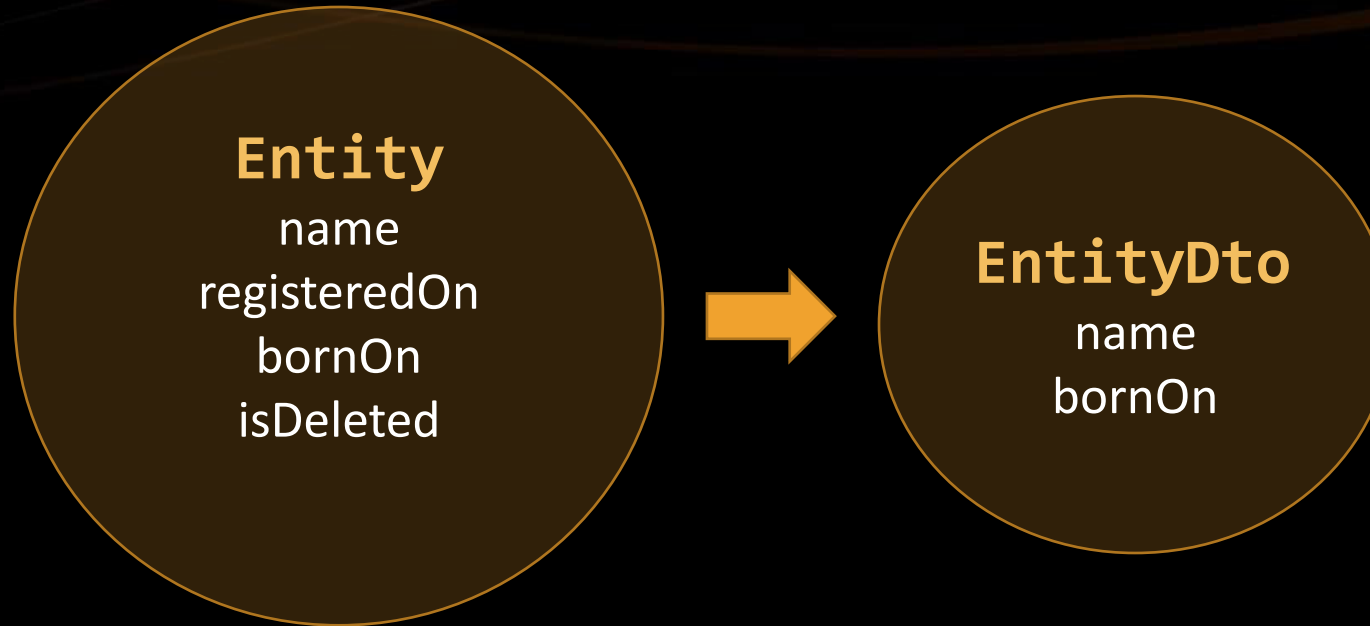 Entity
name
registeredOn
bornOn
isDeleted
EntityDto
name
bornOn